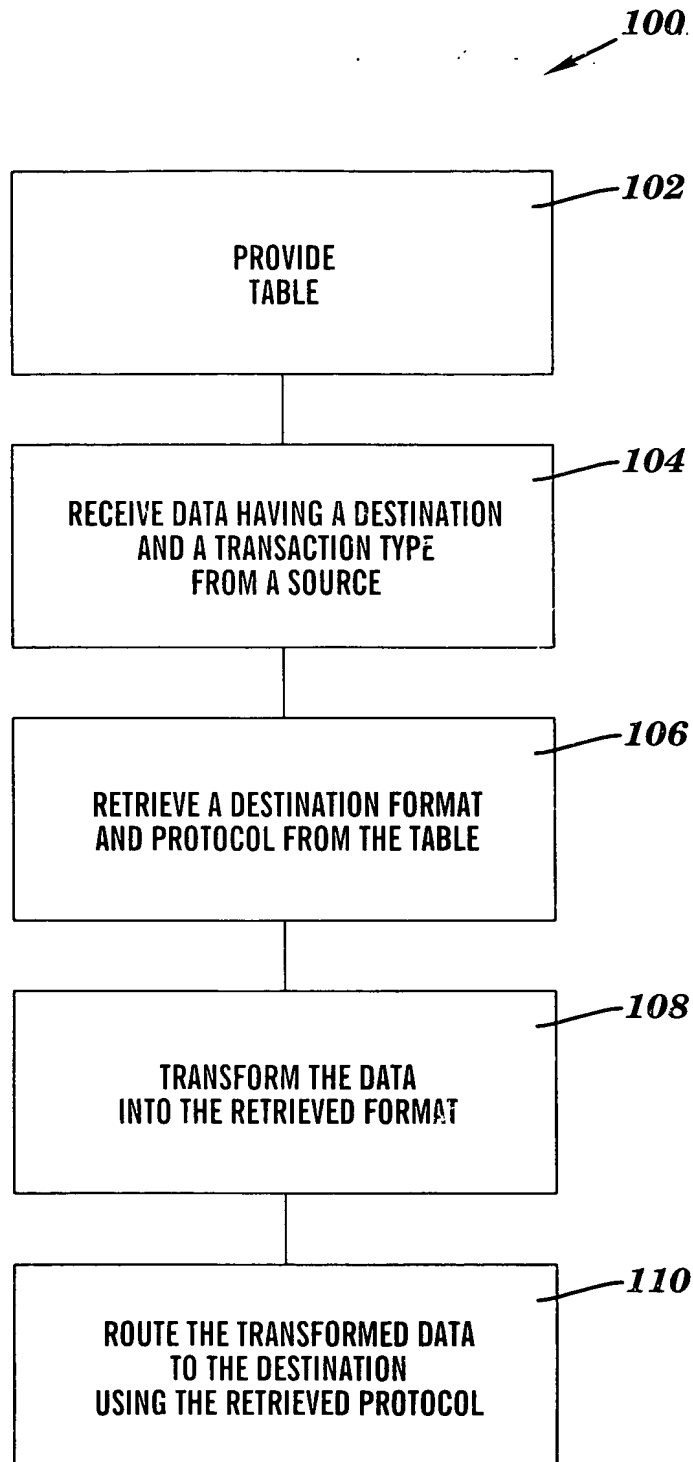 100
102
PROVIDE
TABLE
104
RECEIVE DATA HAVING A DESTINATION
AND A TRANSACTION TYPE
FROM A SOURCE
106
RETRIEVE A DESTINATION FORMAT
AND PROTOCOL FROM THE TABLE
108
TRANSFORM THE DATA
INTO THE RETRIEVED FORMAT
110
ROUTE THE TRANSFORMED DATA
TO THE DESTINATION
USING THE RETRIEVED PROTOCOL